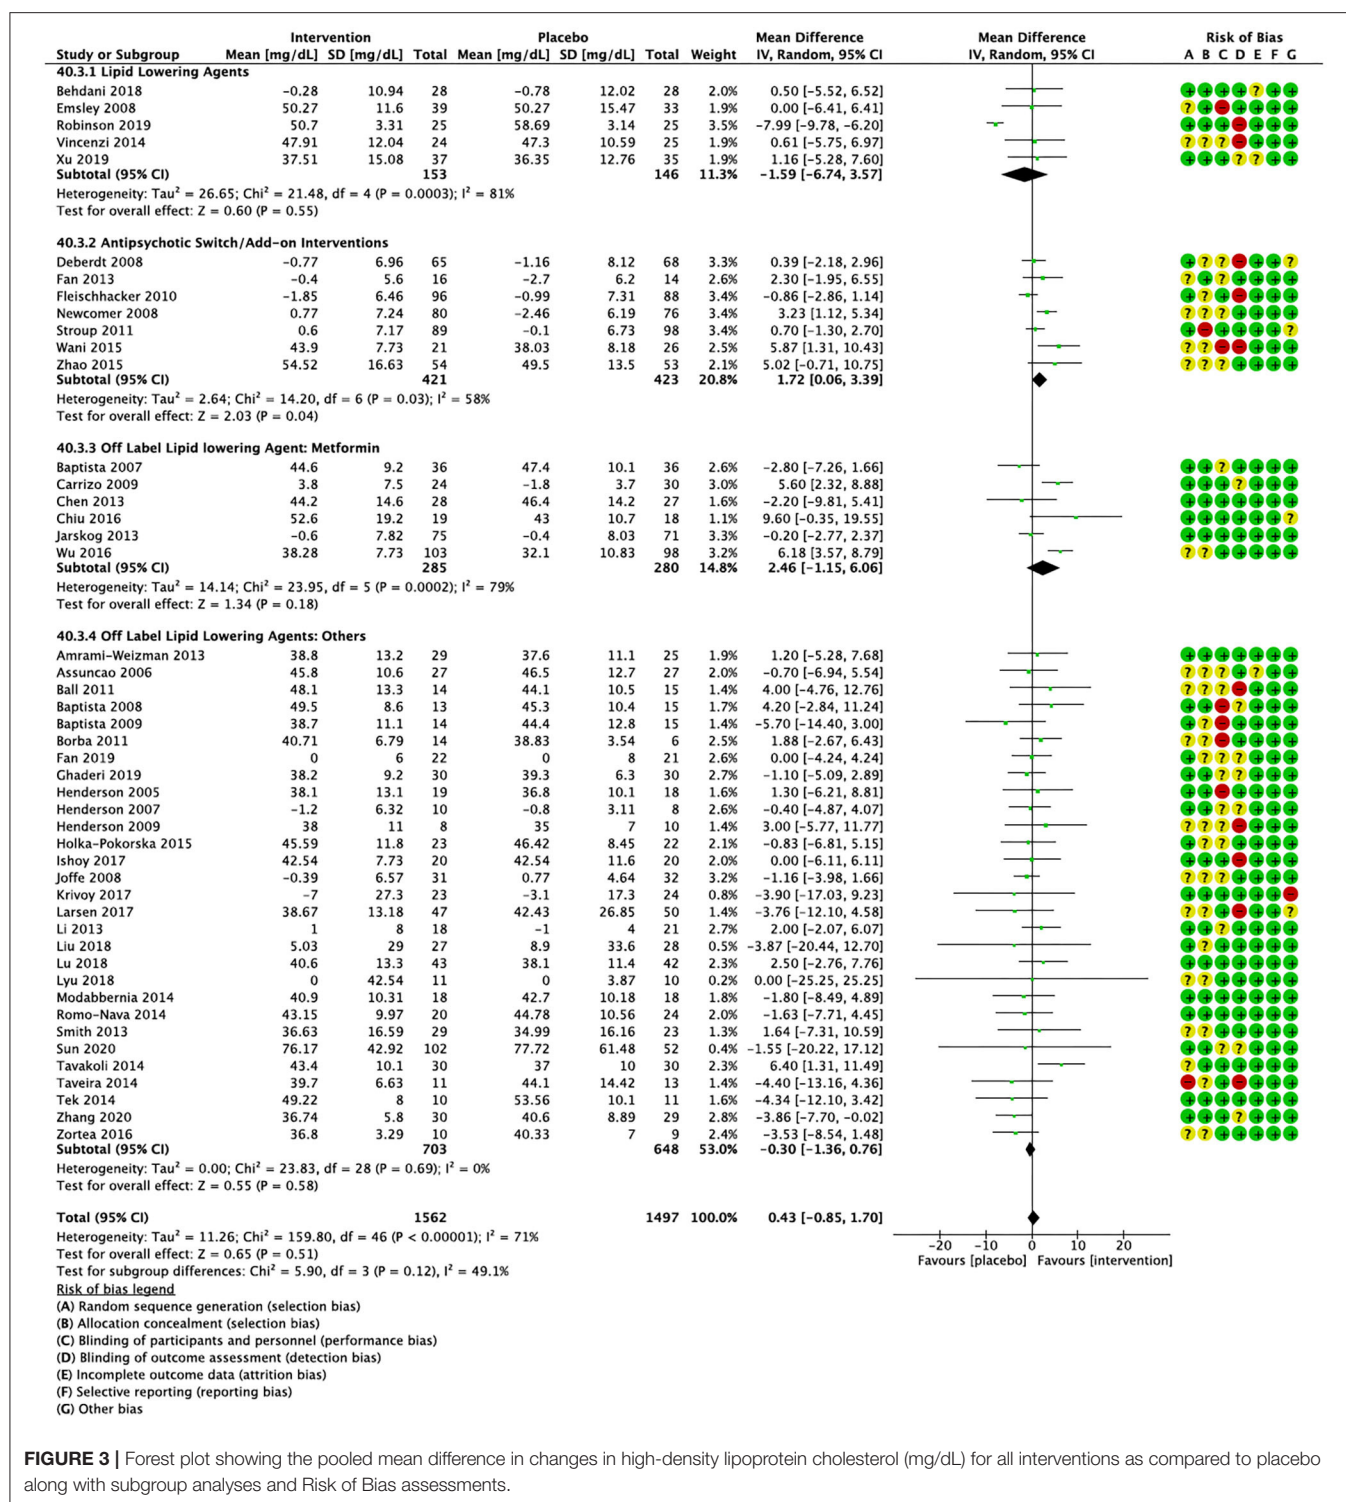 Intervention Placebo Mean Difference Mean Difference Risk of Bias
Study or Subgroup Mean [mg/dL] SD [mg/dL] Total Mean [mg/dL] SD [mg/dL] Total Weight IV, Random, 95% CI IV, Random, 95% CI A B C D E F G
40.3.1 Lipid Lowering Agents
Behdani 2018 −0.28 10.94 28 −0.78 12.02 28 2.0% 0.50 [−5.52, 6.52] + + + + ? + +
Emsley 2008 50.27 11.6 39 50.27 15.47 33 1.9% 0.00 [−6.41, 6.41] ? + − + + + +
Robinson 2019 50.7 3.31 25 58.69 3.14 25 3.5% −7.99 [−9.78, −6.20] + + + − + + +
Vincenzi 2014 47.91 12.04 24 47.3 10.59 25 1.9% 0.61 [−5.75, 6.97] ? ? ? − + + +
Xu 2019 37.51 15.08 37 36.35 12.76 35 1.9% 1.16 [−5.28, 7.60] + + + ? ? + +
Subtotal (95% CI) 153 146 11.3% −1.59 [−6.74, 3.57]
Heterogeneity: Tau² = 26.65; Chi² = 21.48, df = 4 (P = 0.0003); I² = 81%
Test for overall effect: Z = 0.60 (P = 0.55)
40.3.2 Antipsychotic Switch/Add−on Interventions
Deberdt 2008 −0.77 6.96 65 −1.16 8.12 68 3.3% 0.39 [−2.18, 2.96] + ? ? − + + ?
Fan 2013 −0.4 5.6 16 −2.7 6.2 14 2.6% 2.30 [−1.95, 6.55] ? + ? + + + +
Fleischhacker 2010 −1.85 6.46 96 −0.99 7.31 88 3.4% −0.86 [−2.86, 1.14] + ? + − + + +
Newcomer 2008 0.77 7.24 80 −2.46 6.19 76 3.4% 3.23 [1.12, 5.34] ? ? ? + + + +
Stroup 2011 0.6 7.17 89 −0.1 6.73 98 3.4% 0.70 [−1.30, 2.70] + − + + + + ?
Wani 2015 43.9 7.73 21 38.03 8.18 26 2.5% 5.87 [1.31, 10.43] ? ? − − + + +
Zhao 2015 54.52 16.63 54 49.5 13.5 53 2.1% 5.02 [−0.71, 10.75] ? ? ? + + + +
Subtotal (95% CI) 421 423 20.8% 1.72 [0.06, 3.39]
Heterogeneity: Tau² = 2.64; Chi² = 14.20, df = 6 (P = 0.03); I² = 58%
Test for overall effect: Z = 2.03 (P = 0.04)
40.3.3 Off Label Lipid lowering Agent: Metformin
Baptista 2007 44.6 9.2 36 47.4 10.1 36 2.6% −2.80 [−7.26, 1.66] + + ? + + + +
Carrizo 2009 3.8 7.5 24 −1.8 3.7 30 3.0% 5.60 [2.32, 8.88] + + + ? + + +
Chen 2013 44.2 14.6 28 46.4 14.2 27 1.6% −2.20 [−9.81, 5.41] + + + + + + +
Chiu 2016 52.6 19.2 19 43 10.7 18 1.1% 9.60 [−0.35, 19.55] + + + + + + ?
Jarskog 2013 −0.6 7.82 75 −0.4 8.03 71 3.3% −0.20 [−2.77, 2.37] + + + + + + +
Wu 2016 38.28 7.73 103 32.1 10.83 98 3.2% 6.18 [3.57, 8.79] ? ? + + + + +
Subtotal (95% CI) 285 280 14.8% 2.46 [−1.15, 6.06]
Heterogeneity: Tau² = 14.14; Chi² = 23.95, df = 5 (P = 0.0002); I² = 79%
Test for overall effect: Z = 1.34 (P = 0.18)
40.3.4 Off Label Lipid Lowering Agents: Others
Amrami−Weizman 2013 38.8 13.2 29 37.6 11.1 25 1.9% 1.20 [−5.28, 7.68] + + + + + + +
Assuncao 2006 45.8 10.6 27 46.5 12.7 27 1.9% −0.70 [−6.94, 5.54] ? ? ? + ? + +
Ball 2011 48.1 13.3 14 44.1 10.5 15 1.4% 4.00 [−4.76, 12.76] ? ? ? − + + +
Baptista 2008 49.5 8.6 13 45.3 10.4 15 1.7% 4.20 [−2.84, 11.24] + + − ? + + +
Baptista 2009 38.7 11.1 14 44.4 12.8 15 1.4% −5.70 [−14.40, 3.00] + ? − + + + +
Borba 2011 40.71 6.79 14 38.83 3.54 6 2.5% 1.88 [−2.67, 6.43] ? ? − + + + +
Fan 2019 0 6 22 0 8 21 2.6% 0.00 [−4.24, 4.24] + ? ? ? + + +
Ghaderi 2019 38.2 9.2 30 39.3 6.3 30 2.7% −1.10 [−5.09, 2.89] + + ? ? + + +
Henderson 2005 38.1 13.1 19 36.8 10.1 18 1.6% 1.30 [−6.21, 8.81] + + − + + + +
Henderson 2007 −1.2 6.32 10 −0.8 3.11 8 2.6% −0.40 [−4.87, 4.07] + + ? ? + + +
Henderson 2009 38 11 8 35 7 10 1.4% 3.00 [−5.77, 11.77] ? ? ? − + + +
Holka−Pokorska 2015 45.59 11.8 23 46.42 8.45 22 2.1% −0.83 [−6.81, 5.15] + ? ? + + + +
Ishoy 2017 42.54 7.73 20 42.54 11.6 20 2.0% 0.00 [−6.11, 6.11] + + + − + + +
Joffe 2008 −0.39 6.57 31 0.77 4.64 32 3.2% −1.16 [−3.98, 1.66] ? ? ? + + + +
Krivoy 2017 −7 27.3 23 −3.1 17.3 24 0.8% −3.90 [−17.03, 9.23] + + + + + + −
Larsen 2017 38.67 13.18 47 42.43 26.85 50 1.4% −3.76 [−12.10, 4.58] ? ? + − + + ?
Li 2013 1 8 18 −1 4 21 2.7% 2.00 [−2.07, 6.07] + + ? + + + +
Liu 2018 5.03 29 27 8.9 33.6 28 0.5% −3.87 [−20.44, 12.70] + ? + + + + +
Lu 2018 40.6 13.3 43 38.1 11.4 42 2.3% 2.50 [−2.76, 7.76] + + + + + + +
Lyu 2018 0 42.54 11 0 3.87 10 0.2% 0.00 [−25.25, 25.25] ? ? + + + + +
Modabbernia 2014 40.9 10.31 18 42.7 10.18 18 1.8% −1.80 [−8.49, 4.89] + + + + + + +
Romo−Nava 2014 43.15 9.97 20 44.78 10.56 24 2.0% −1.63 [−7.71, 4.45] + + + + + + +
Smith 2013 36.63 16.59 29 34.99 16.16 23 1.3% 1.64 [−7.31, 10.59] ? ? + + + + +
Sun 2020 76.17 42.92 102 77.72 61.48 52 0.4% −1.55 [−20.22, 17.12] + + ? ? + + +
Tavakoli 2014 43.4 10.1 30 37 10 30 2.4% 6.40 [1.31, 11.49] ? + + + + + +
Taveira 2014 39.7 6.63 11 44.1 14.42 13 1.4% −4.40 [−13.16, 4.36] − ? + − + + +
Tek 2014 49.22 8 10 53.56 10.1 11 1.6% −4.34 [−12.10, 3.42] + + + + + + +
Zhang 2020 36.74 5.8 30 40.6 8.89 29 2.8% −3.86 [−7.70, −0.02] + + + ? + + +
Zortea 2016 36.8 3.29 10 40.33 7 9 2.4% −3.53 [−8.54, 1.48] ? ? + + + + +
Subtotal (95% CI) 703 648 53.0% −0.30 [−1.36, 0.76]
Heterogeneity: Tau² = 0.00; Chi² = 23.83, df = 28 (P = 0.69); I² = 0%
Test for overall effect: Z = 0.55 (P = 0.58)
Total (95% CI) 1562 1497 100.0% 0.43 [−0.85, 1.70]
Heterogeneity: Tau² = 11.26; Chi² = 159.80, df = 46 (P < 0.00001); I² = 71%
Test for overall effect: Z = 0.65 (P = 0.51)
Test for subgroup differences: Chi² = 5.90, df = 3 (P = 0.12), I² = 49.1%
−20 −10 0 10 20
Favours [placebo] Favours [intervention]
Risk of bias legend
(A) Random sequence generation (selection bias)
(B) Allocation concealment (selection bias)
(C) Blinding of participants and personnel (performance bias)
(D) Blinding of outcome assessment (detection bias)
(E) Incomplete outcome data (attrition bias)
(F) Selective reporting (reporting bias)
(G) Other bias
FIGURE 3 | Forest plot showing the pooled mean difference in changes in high-density lipoprotein cholesterol (mg/dL) for all interventions as compared to placebo
along with subgroup analyses and Risk of Bias assessments.